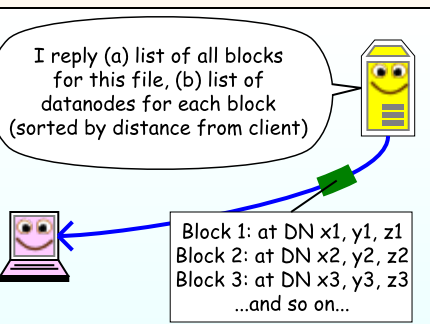 I reply (a) list of all blocks
for this file, (b) list of
datanodes for each block
(sorted by distance from client)
Block 1: at DN x1, y1, z1
Block 2: at DN x2, y2, z2
Block 3: at DN x3, y3, z3
...and so on...